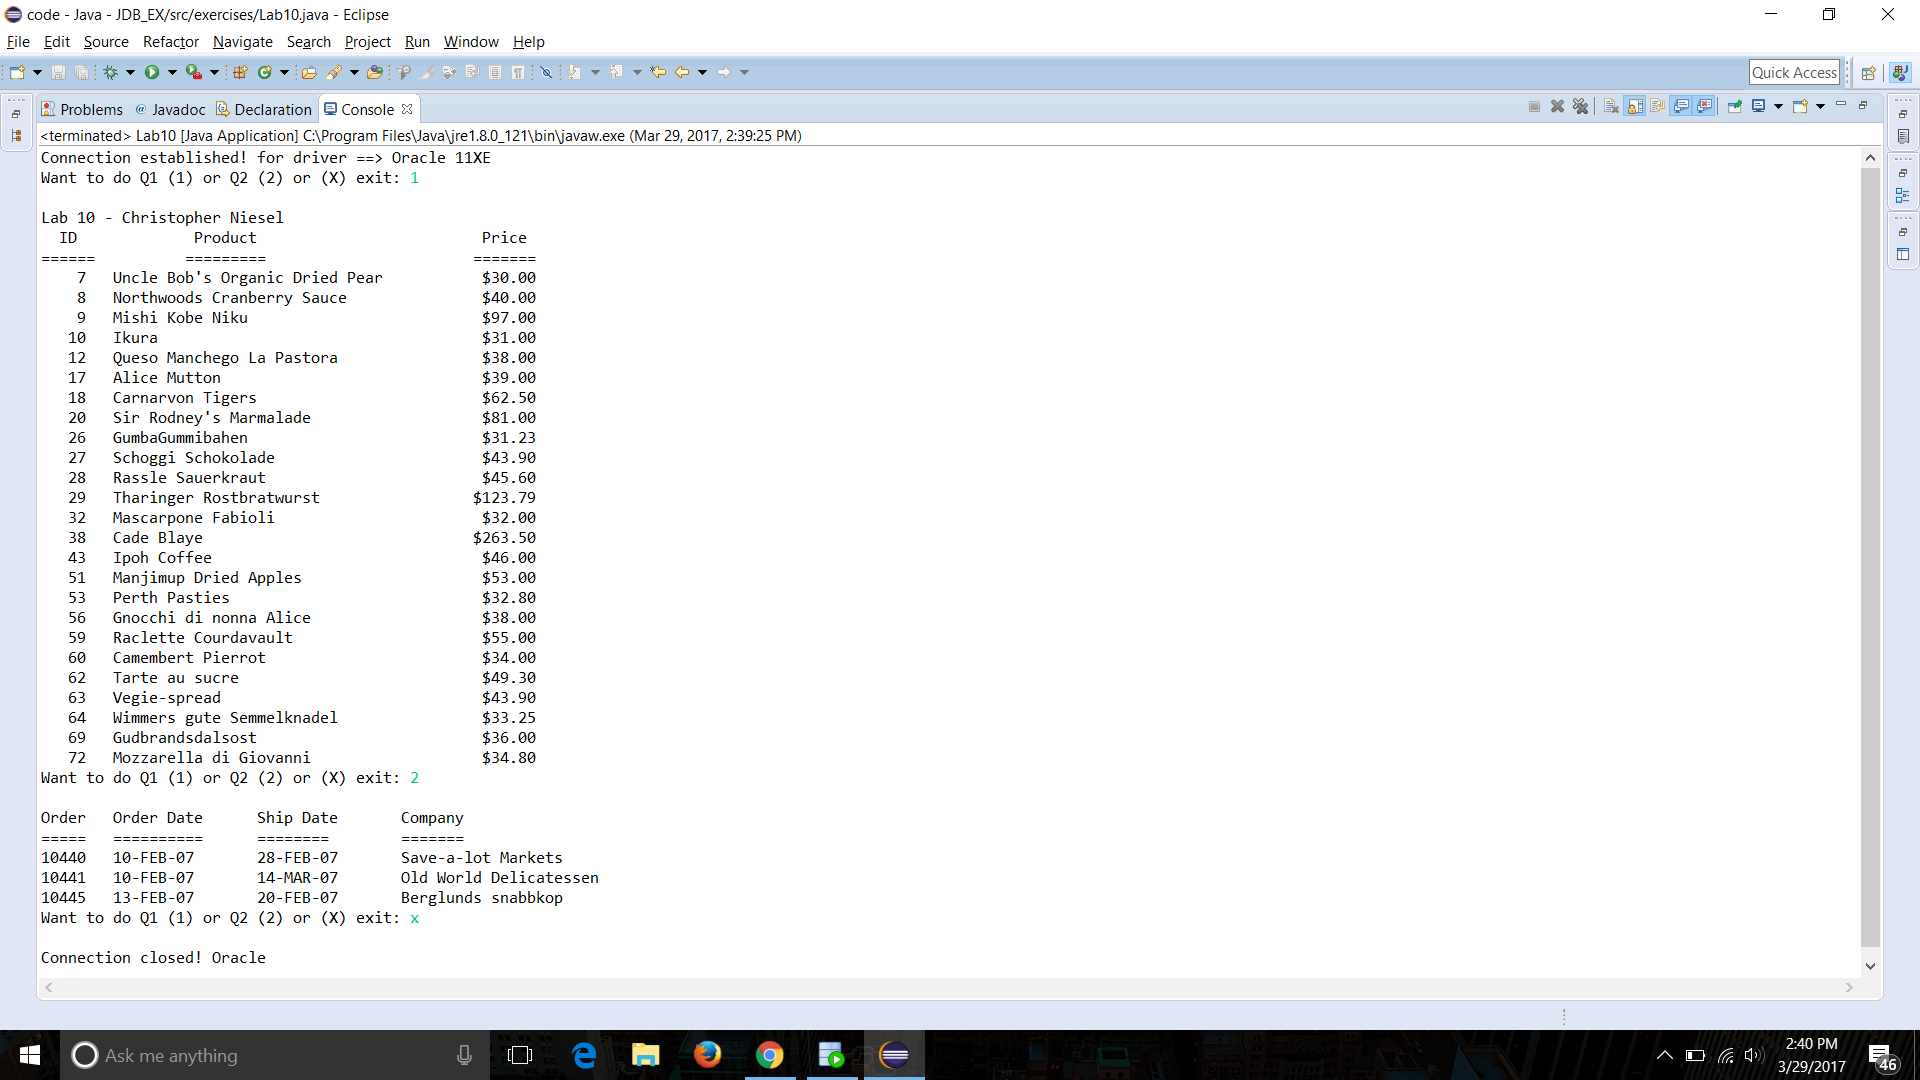 code - Java - JDB_EX/src/exercises/Lab10.java - Eclipse
File Edit Source Refactor Navigate Search Project Run Window Help
Quick Access
Problems @ Javadoc Declaration Console
<terminated> Lab10 [Java Application] C:\Program Files\Java\jre1.8.0_121\bin\javaw.exe (Mar 29, 2017, 2:39:25 PM)
Connection established! for driver ==> Oracle 11XE
Want to do Q1 (1) or Q2 (2) or (X) exit: 1
Lab 10 - Christopher Niesel
ID Product Price
====== ========= =======
7 Uncle Bob's Organic Dried Pear $30.00
8 Northwoods Cranberry Sauce $40.00
9 Mishi Kobe Niku $97.00
10 Ikura $31.00
12 Queso Manchego La Pastora $38.00
17 Alice Mutton $39.00
18 Carnarvon Tigers $62.50
20 Sir Rodney's Marmalade $81.00
26 GumbaGummibahen $31.23
27 Schoggi Schokolade $43.90
28 Rassle Sauerkraut $45.60
29 Tharinger Rostbratwurst $123.79
32 Mascarpone Fabioli $32.00
38 Cade Blaye $263.50
43 Ipoh Coffee $46.00
51 Manjimup Dried Apples $53.00
53 Perth Pasties $32.80
56 Gnocchi di nonna Alice $38.00
59 Raclette Courdavault $55.00
60 Camembert Pierrot $34.00
62 Tarte au sucre $49.30
63 Vegie-spread $43.90
64 Wimmers gute Semmelknadel $33.25
69 Gudbrandsdalsost $36.00
72 Mozzarella di Giovanni $34.80
Want to do Q1 (1) or Q2 (2) or (X) exit: 2
Order Order Date Ship Date Company
===== ========== ======== =======
10440 10-FEB-07 28-FEB-07 Save-a-lot Markets
10441 10-FEB-07 14-MAR-07 Old World Delicatessen
10445 13-FEB-07 20-FEB-07 Berglunds snabbkop
Want to do Q1 (1) or Q2 (2) or (X) exit: x
Connection closed! Oracle
Ask me anything
2:40 PM
3/29/2017
46